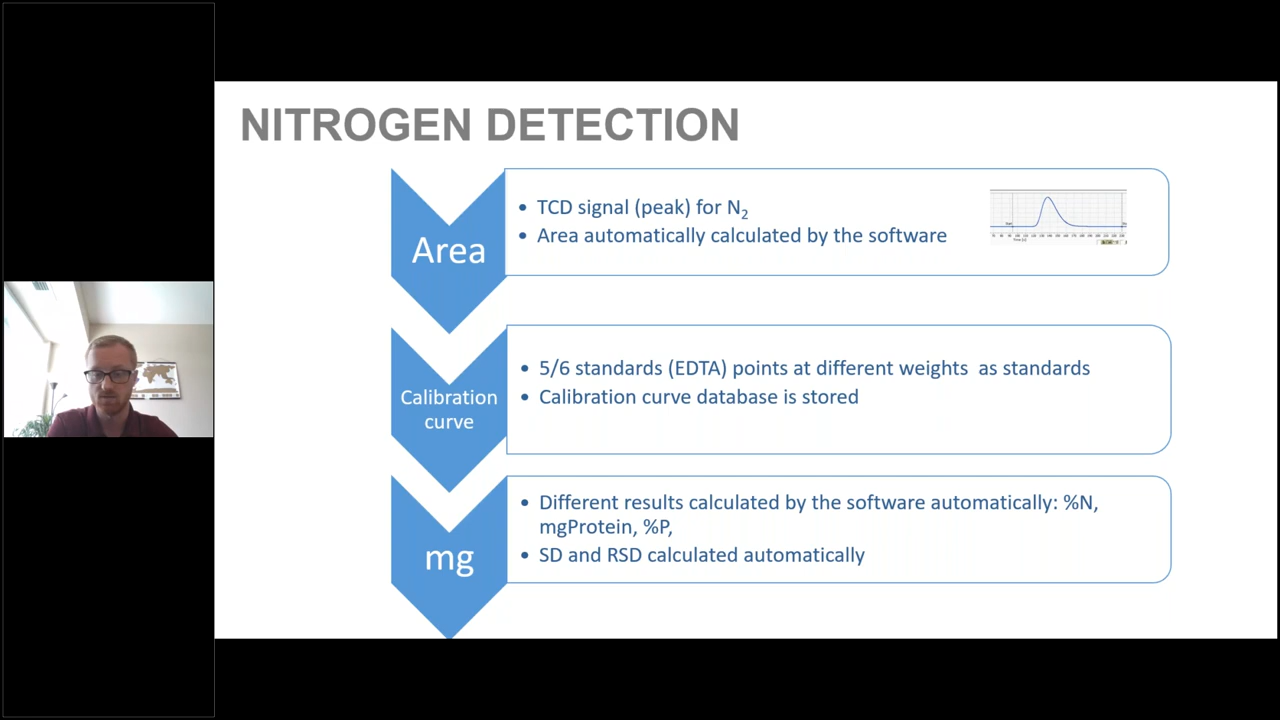 NITROGEN DETECTION
Area
• TCD signal (peak) for N₂
• Area automatically calculated by the software
Calibration
curve
• 5/6 standards (EDTA) points at different weights  as standards
• Calibration curve database is stored
mg
• Different results calculated by the software automatically: %N,
mgProtein, %P,
• SD and RSD calculated automatically